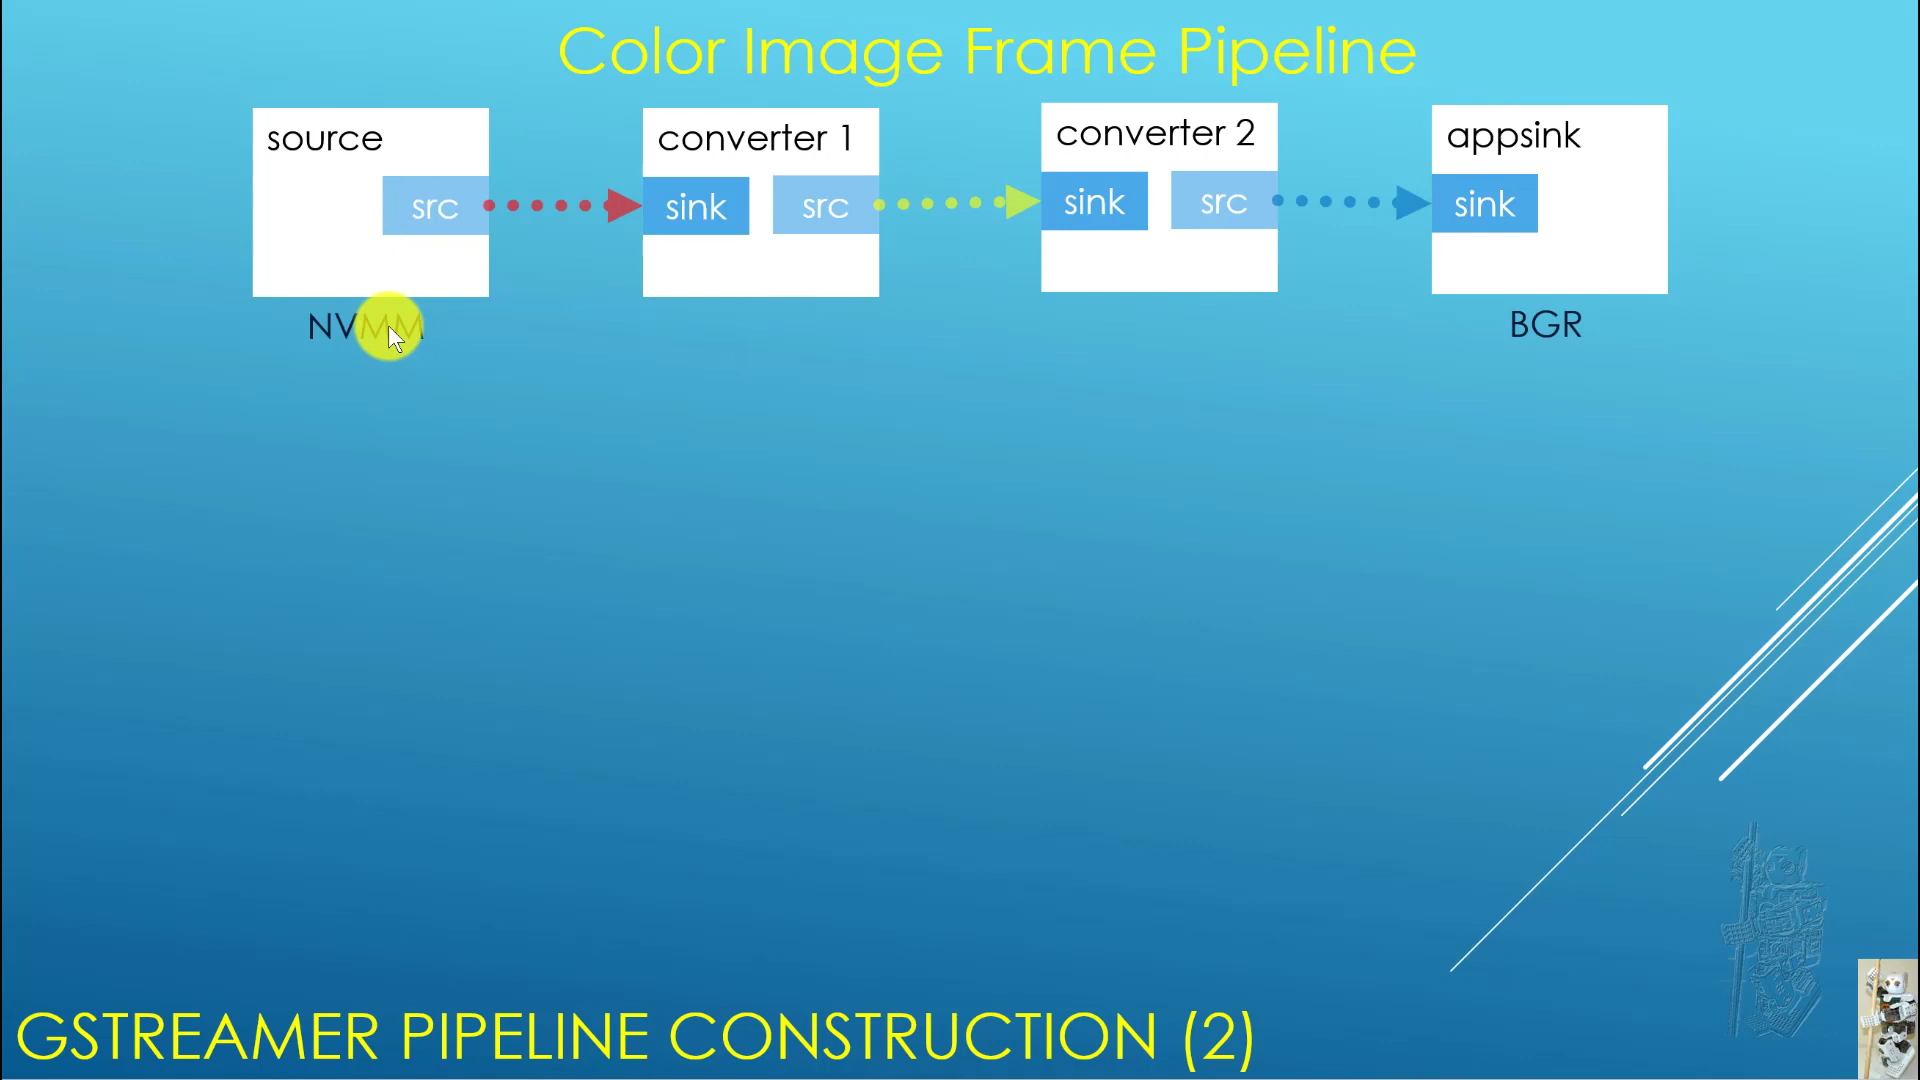 Color Image Frame Pipeline
source
src
converter 1
sink
src
converter 2
sink
src
appsink
sink
NVMM
BGR
GSTREAMER PIPELINE CONSTRUCTION (2)